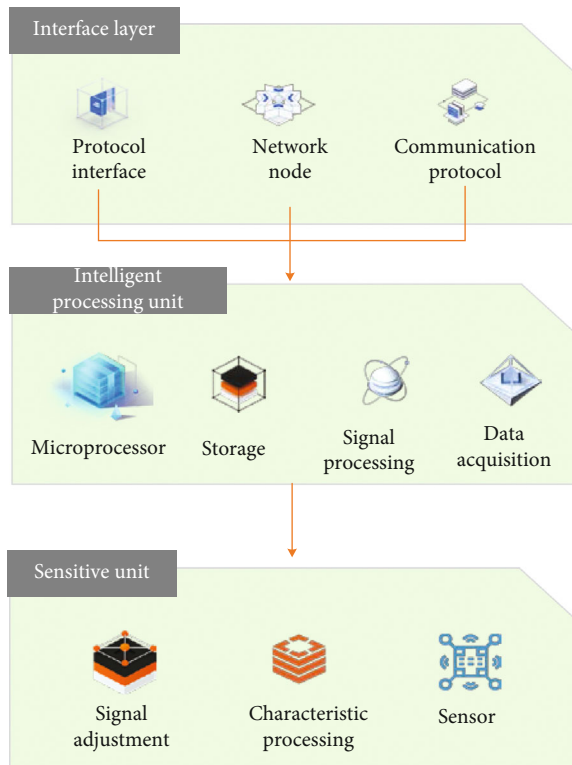 Interface layer
Protocol
interface
Network
node
Communication
protocol
Intelligent
processing unit
Microprocessor
Storage
Signal
processing
Data
acquisition
Sensitive unit
Signal
adjustment
Characteristic
processing
Sensor